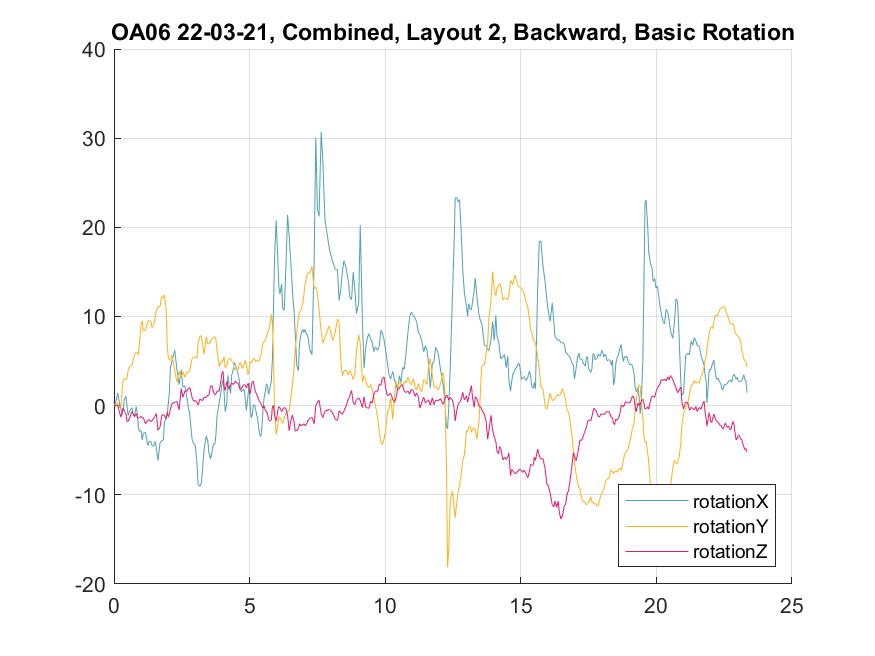 OA06 22-03-21, Combined, Layout 2, Backward, Basic Rotation
40
30
20
10
0
-10
-20
0 5 10 15 20 25
rotationX
rotationY
rotationZ